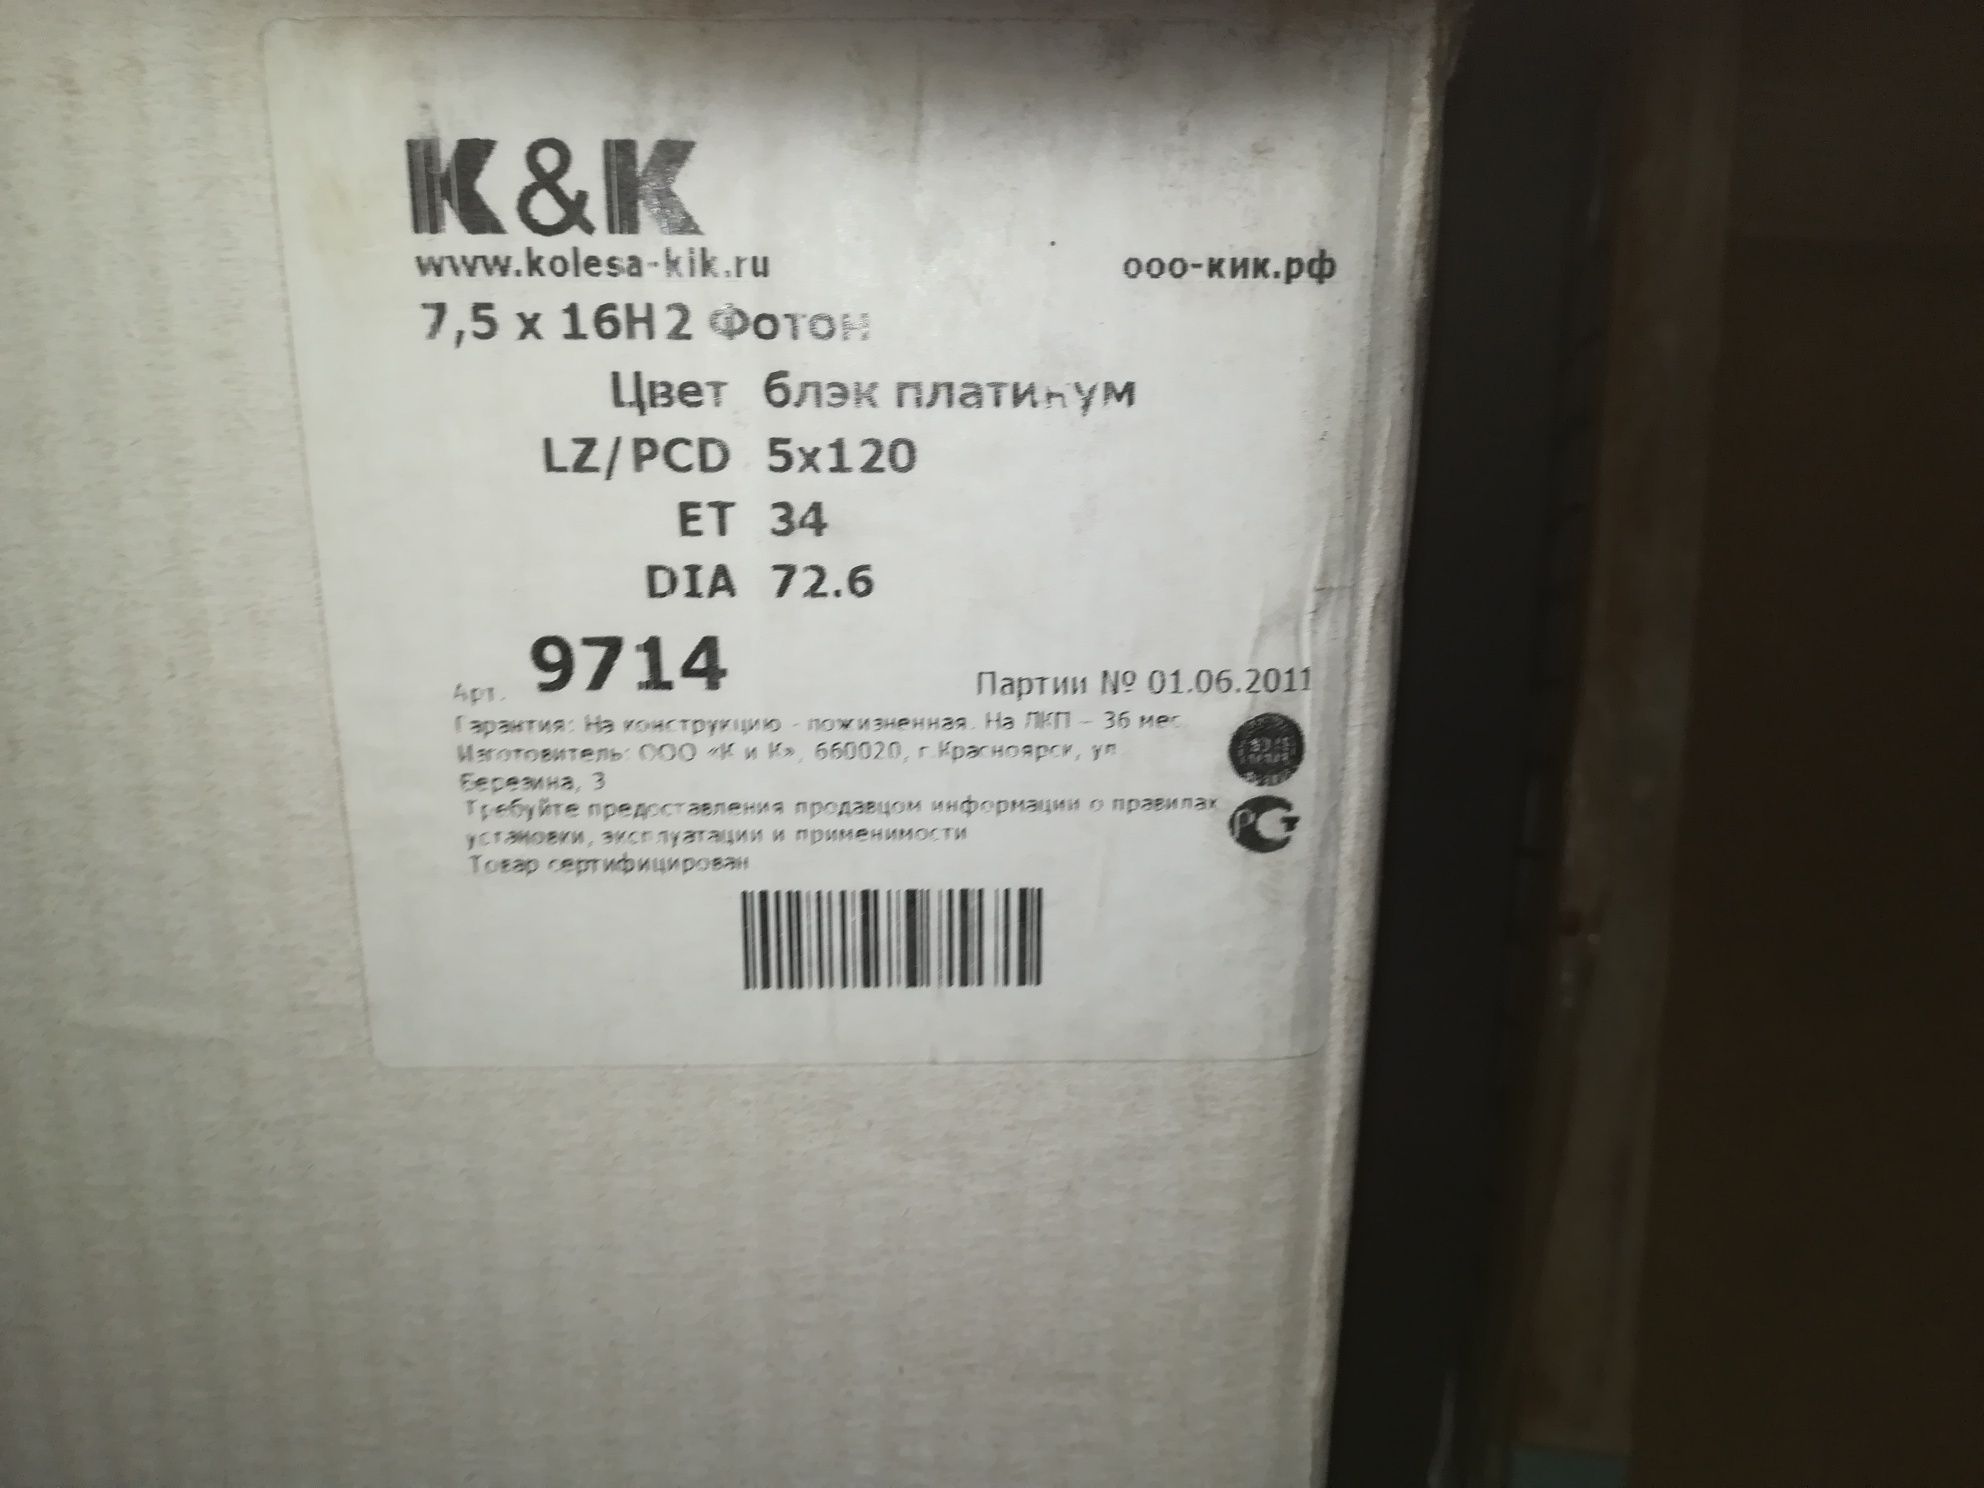 K&K
www.kolesa-kik.ru ооо-кик.рф
7,5 x 16H2 Фотон
Цвет блэк платинум
LZ/PCD 5x120
ET 34
DIA 72.6
Арт. 9714 Партии № 01.06.2011
Гарантия: На конструкцию - пожизненная. На ЛКП – 36 мес.
Изготовитель: ООО «К и К», 660020, г.Красноярск, ул.
Березина, 3
Требуйте предоставления продавцом информации о правилах
установки, эксплуатации и применимости
Товар сертифицирован